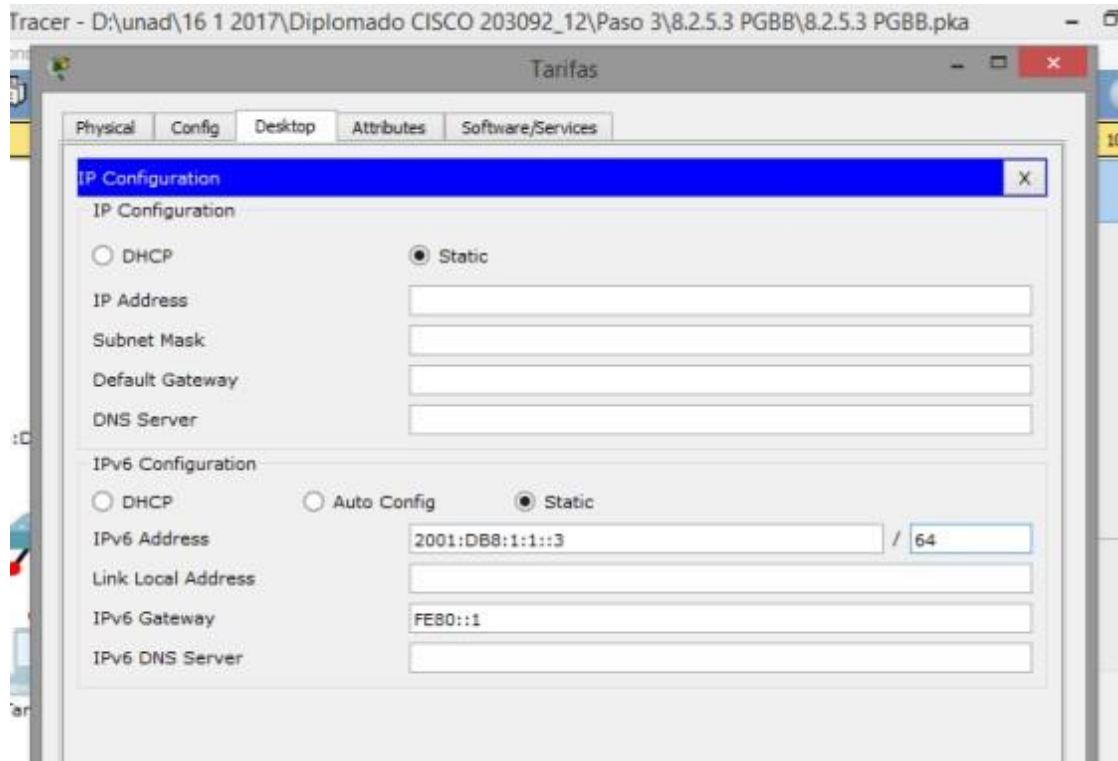 Tracer - D:\unad\16 1 2017\Diplomado CISCO 203092_12\Paso 3\8.2.5.3 PGBB\8.2.5.3 PGBB.pka
Tarifas
Physical Config Desktop Attributes Software/Services
IP Configuration X
IP Configuration
DHCP Static
IP Address
Subnet Mask
Default Gateway
DNS Server
IPv6 Configuration
DHCP Auto Config Static
IPv6 Address 2001:DB8:1:1::3 / 64
Link Local Address
IPv6 Gateway FE80::1
IPv6 DNS Server